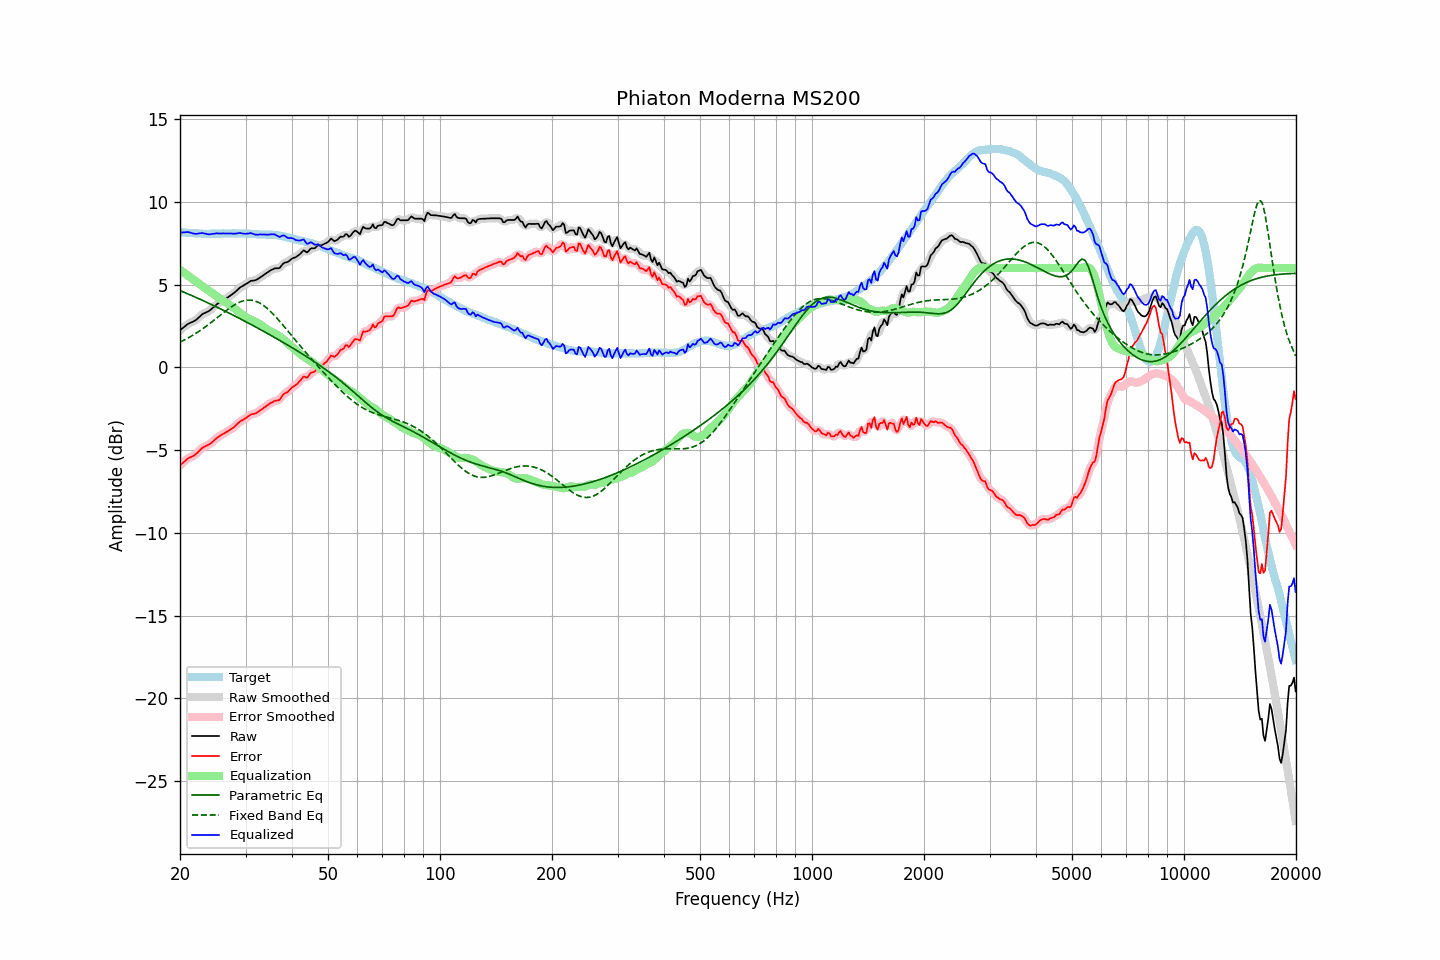 Phiaton Moderna MS200
15
10
5
0
−5
−10
−15
−20
−25
Amplitude (dBr)
Target
Raw Smoothed
Error Smoothed
Raw
Error
Equalization
Parametric Eq
Fixed Band Eq
Equalized
20 50 100 200 500 1000 2000 5000 10000 20000
Frequency (Hz)